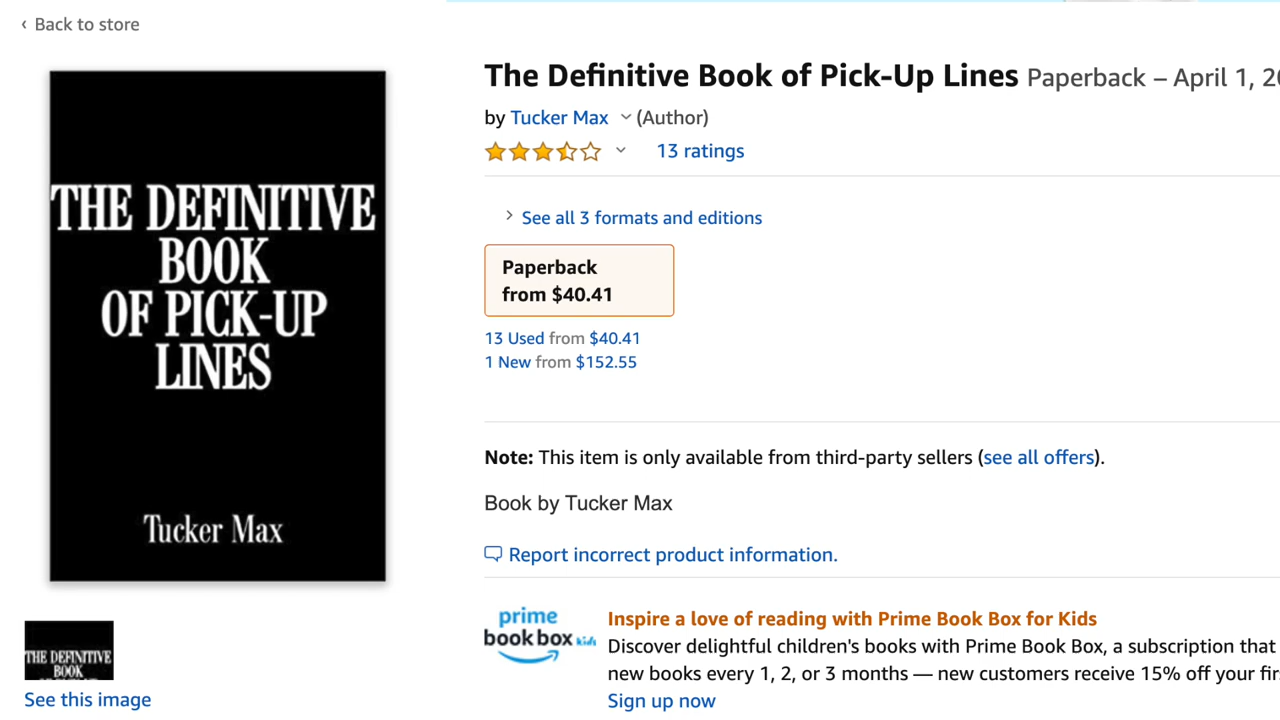 ‹ Back to store
THE DEFINITIVE
BOOK
OF PICK-UP
LINES
Tucker Max
THE DEFINITIVE
BOOK
See this image
The Definitive Book of Pick-Up Lines Paperback – April 1, 20
by Tucker Max (Author)
13 ratings
See all 3 formats and editions
Paperback
from $40.41
13 Used from $40.41
1 New from $152.55
Note: This item is only available from third-party sellers (see all offers).
Book by Tucker Max
Report incorrect product information.
prime
book box kids
Inspire a love of reading with Prime Book Box for Kids
Discover delightful children's books with Prime Book Box, a subscription that
new books every 1, 2, or 3 months — new customers receive 15% off your
Sign up now